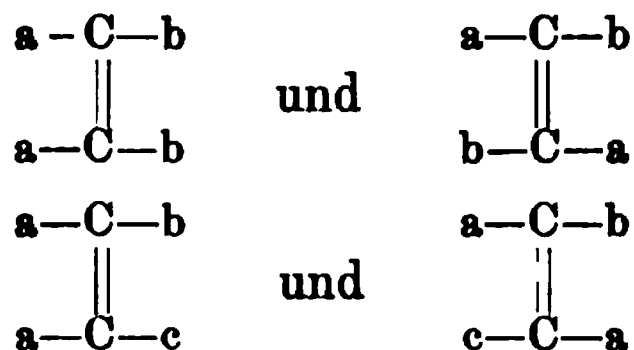 a–C—b a—C—b
und
a—C—b b—C—a
a—C—b a—C—b
und
a—C—c c—C—a